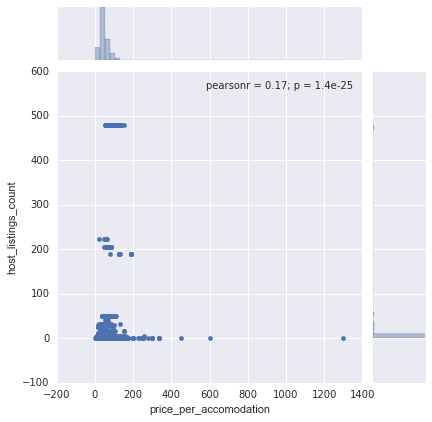 pearsonr = 0.17; p = 1.4e-25
600
500
400
300
200
100
0
−100
host_listings_count
−200 0 200 400 600 800 1000 1200 1400
price_per_accomodation